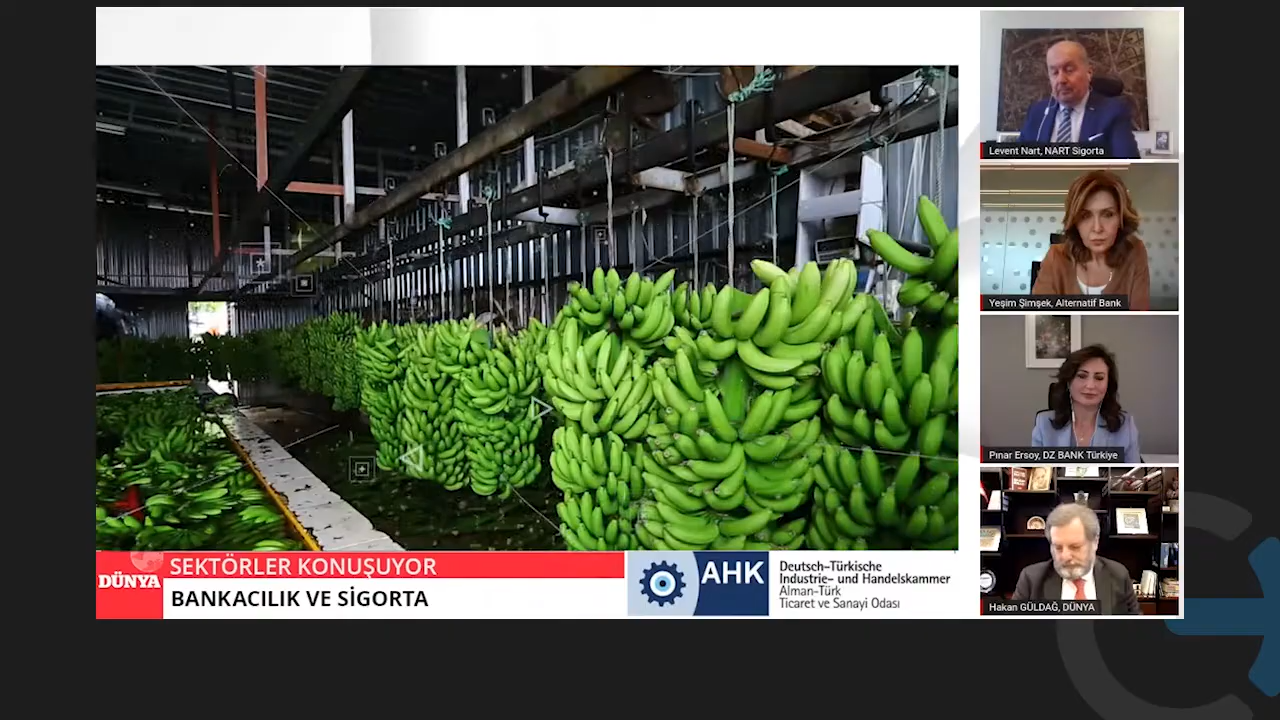 Levent Nart, NART Sigorta
Yeşim Şimşek, Alternatif Bank
Pınar Ersoy, DZ BANK Türkiye
Hakan GÜLDAĞ, DÜNYA
DÜNYA
SEKTÖRLER KONUŞUYOR
BANKACILIK VE SİGORTA
AHK
Deutsch-Türkische
Industrie- und Handelskammer
Alman-Türk
Ticaret ve Sanayi Odası